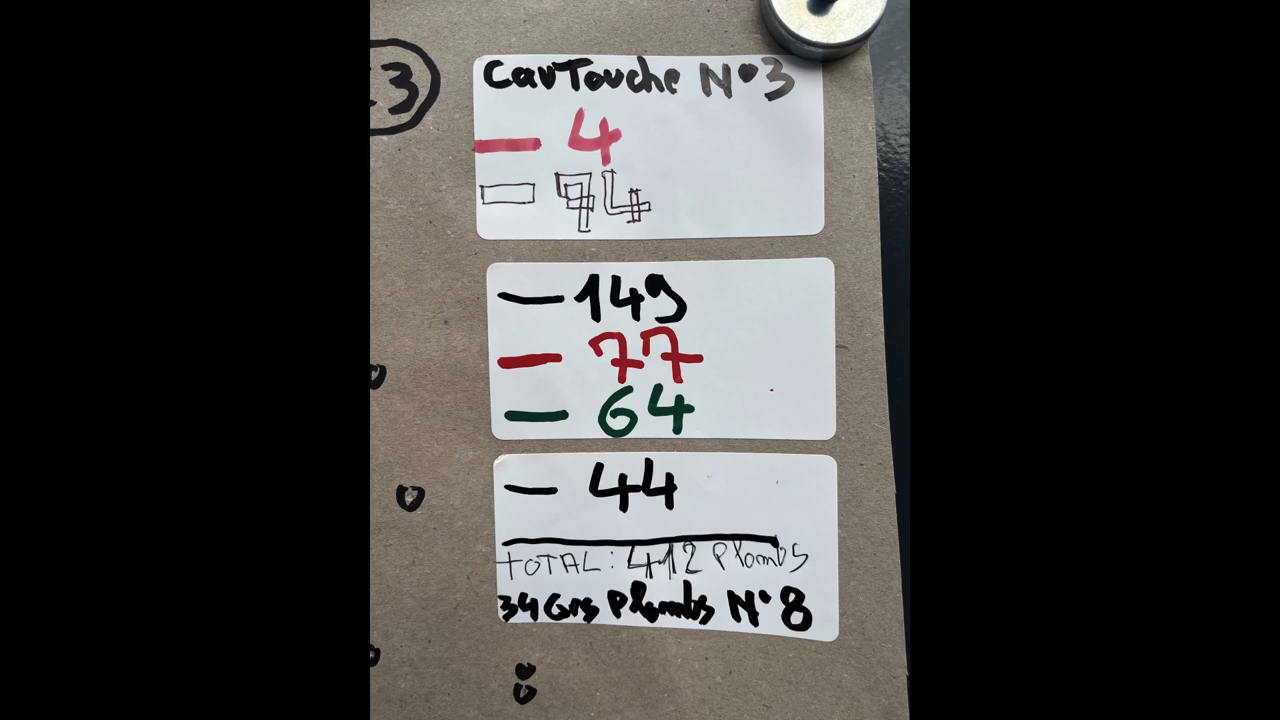 3
CarTouche N°3
— 4
— 74
— 149
— 77
— 64
— 44
TOTAL: 412 Plombs
34 Grs Plombs N°8